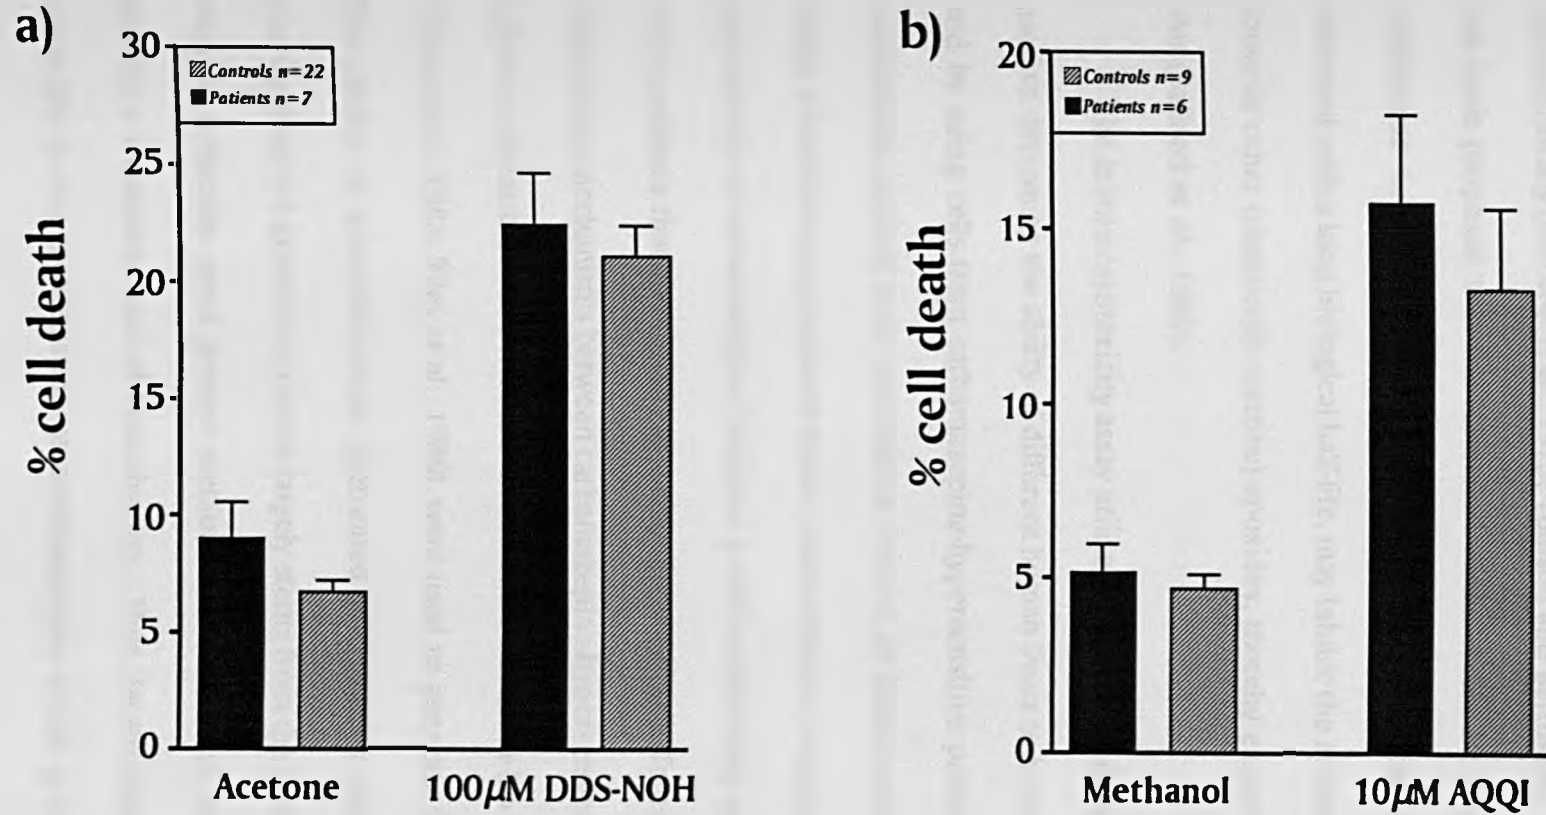 a)
% cell death
30
25
20
15
10
5
0
Controls n=22
Patients n=7
Acetone
100μM DDS-NOH
b)
% cell death
20
15
10
5
0
Controls n=9
Patients n=6
Methanol
10μM AQQI